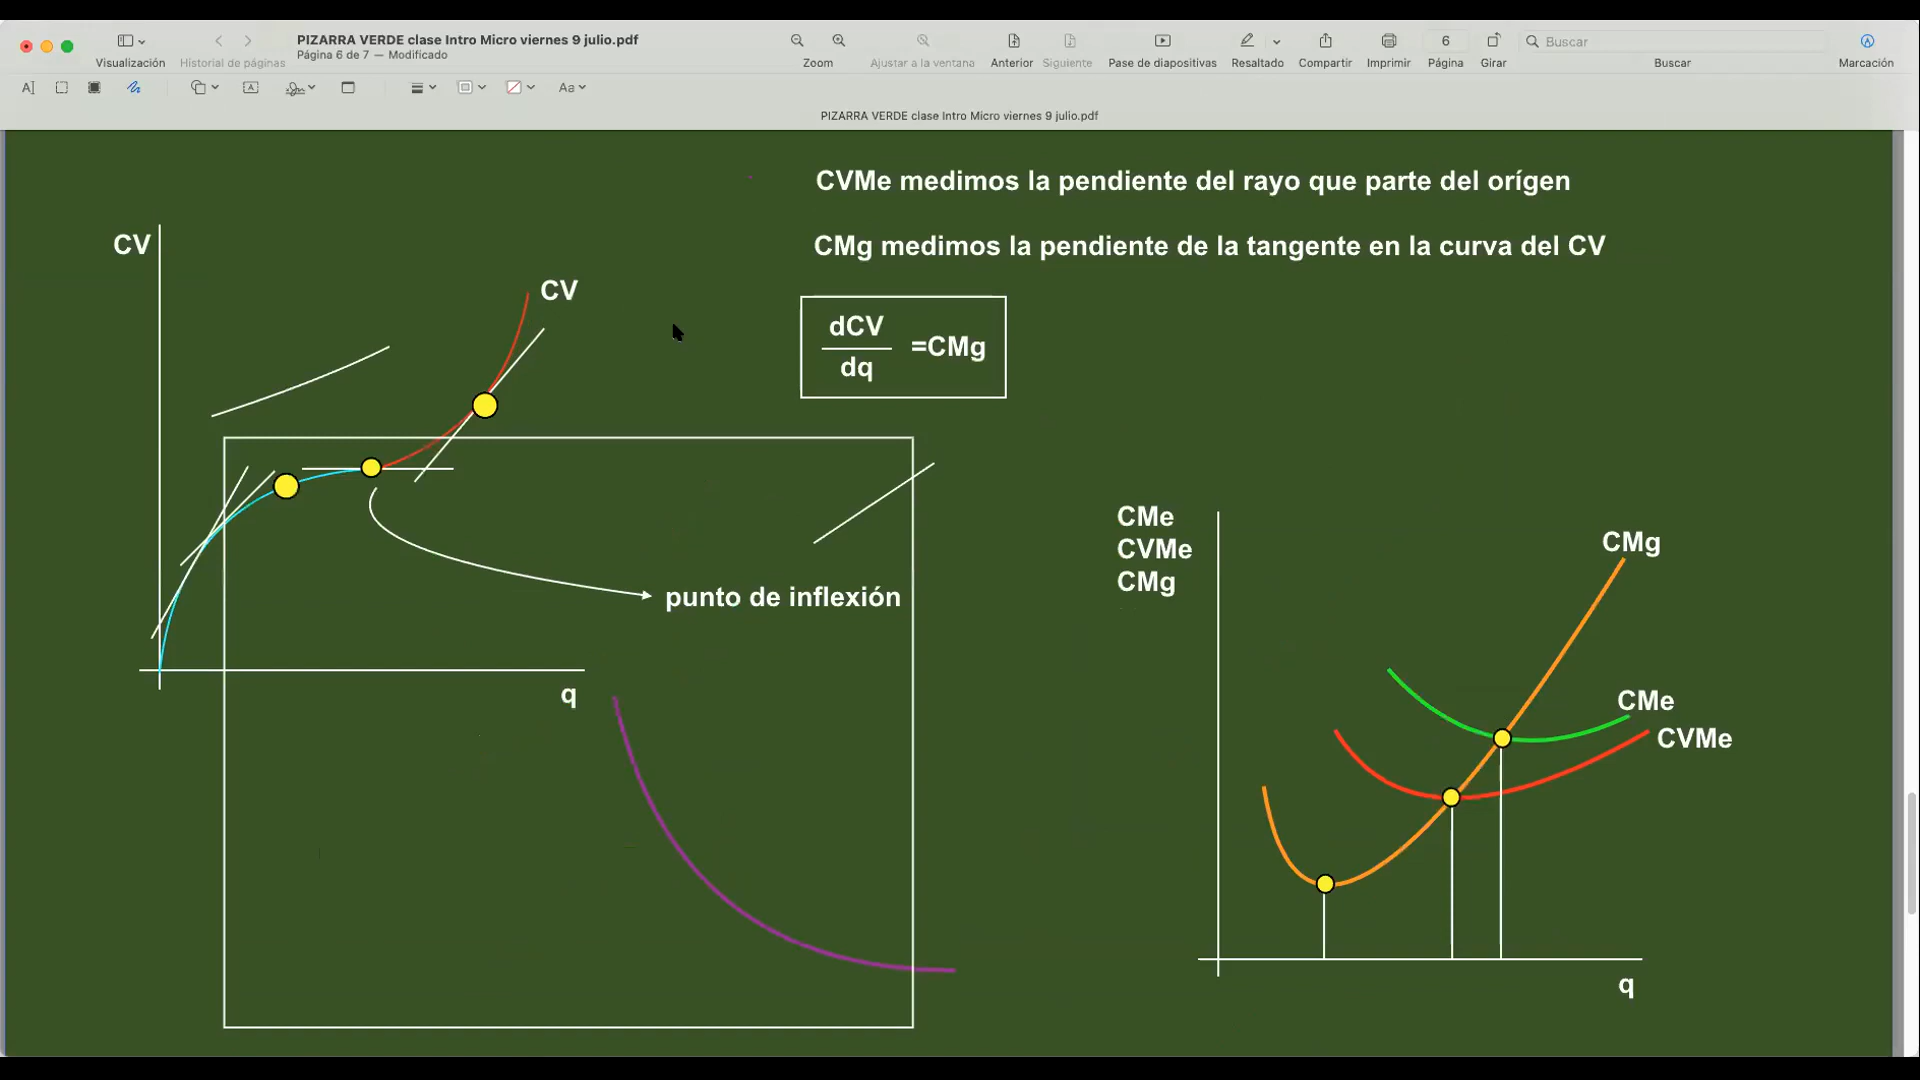 PIZARRA VERDE clase Intro Micro viernes 9 julio.pdf
Página 6 de 7 — Modificado
Visualización
Historial de páginas
Zoom
Ajustar a la ventana
Anterior
Siguiente
Pase de diapositivas
Resaltado
Compartir
Imprimir
6
Página
Girar
Buscar
Buscar
Marcación
Aa
PIZARRA VERDE clase Intro Micro viernes 9 julio.pdf
CVMe medimos la pendiente del rayo que parte del orígen
CMg medimos la pendiente de la tangente en la curva del CV
dCV
dq
=CMg
CV
CV
punto de inflexión
q
CMe
CVMe
CMg
CMg
CMe
CVMe
q